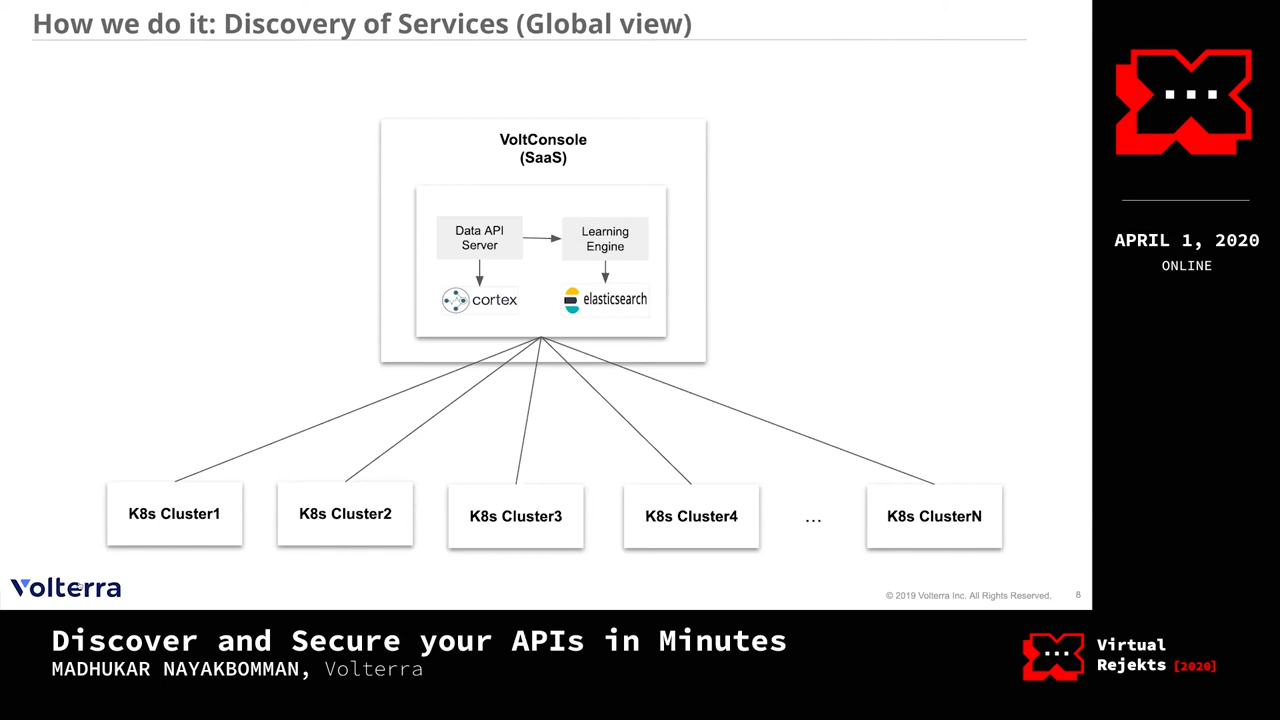 How we do it: Discovery of Services (Global view)
VoltConsole
(SaaS)
Data API
Server
Learning
Engine
cortex
elasticsearch
K8s Cluster1
K8s Cluster2
K8s Cluster3
K8s Cluster4
...
K8s ClusterN
Volterra
© 2019 Volterra Inc. All Rights Reserved.
8
APRIL 1, 2020
ONLINE
Discover and Secure your APIs in Minutes
MADHUKAR NAYAKBOMMAN, Volterra
Virtual
Rejekts [2020]